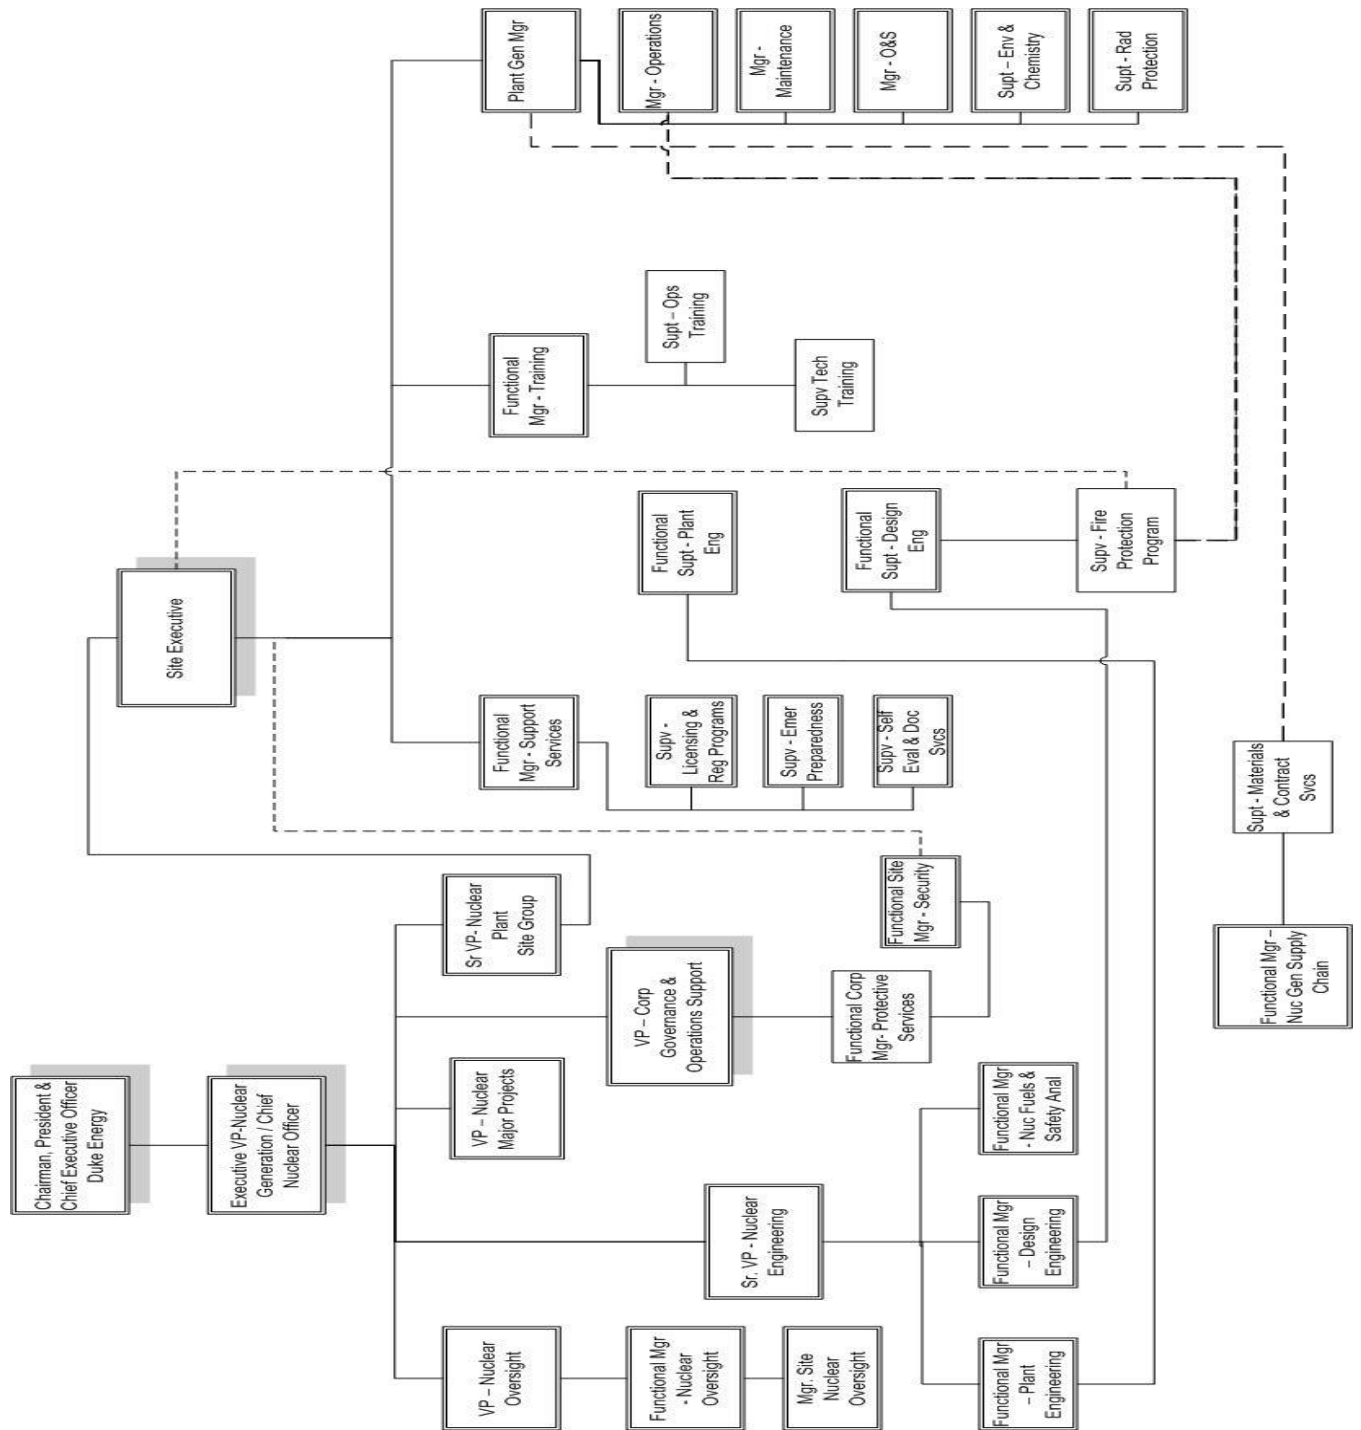 Chairman, President &
Chief Executive Officer
Duke Energy
Executive VP-Nuclear
Generation / Chief
Nuclear Officer
VP – Nuclear
Oversight
Functional Mgr
- Nuclear
Oversight
Mgr. Site
Nuclear
Oversight
Sr. VP - Nuclear
Engineering
Functional Mgr
– Plant
Engineering
Functional Mgr
– Design
Engineering
Functional Mgr
- Nuc Fuels &
Safety Anal
VP – Nuclear
Major Projects
VP – Corp
Governance &
Operations Support
Functional Corp
Mgr- Protective
Services
Functional Site
Mgr - Security
Sr VP- Nuclear
Plant
Site Group
Functional Mgr –
Nuc Gen Supply
Chain
Supt - Materials
& Contract
Svcs
Site Executive
Functional
Mgr - Support
Services
Supv -
Licensing &
Reg Programs
Supv - Emer
Preparedness
Supv - Self
Eval & Doc
Svcs
Functional
Supt - Plant
Eng
Functional
Supt - Design
Eng
Supv - Fire
Protection
Program
Functional
Mgr - Training
Supt – Ops
Training
Supv Tech
Training
Plant Gen Mgr
Mgr - Operations
Mgr -
Maintenance
Mgr - O&S
Supt – Env &
Chemistry
Supt - Rad
Protection